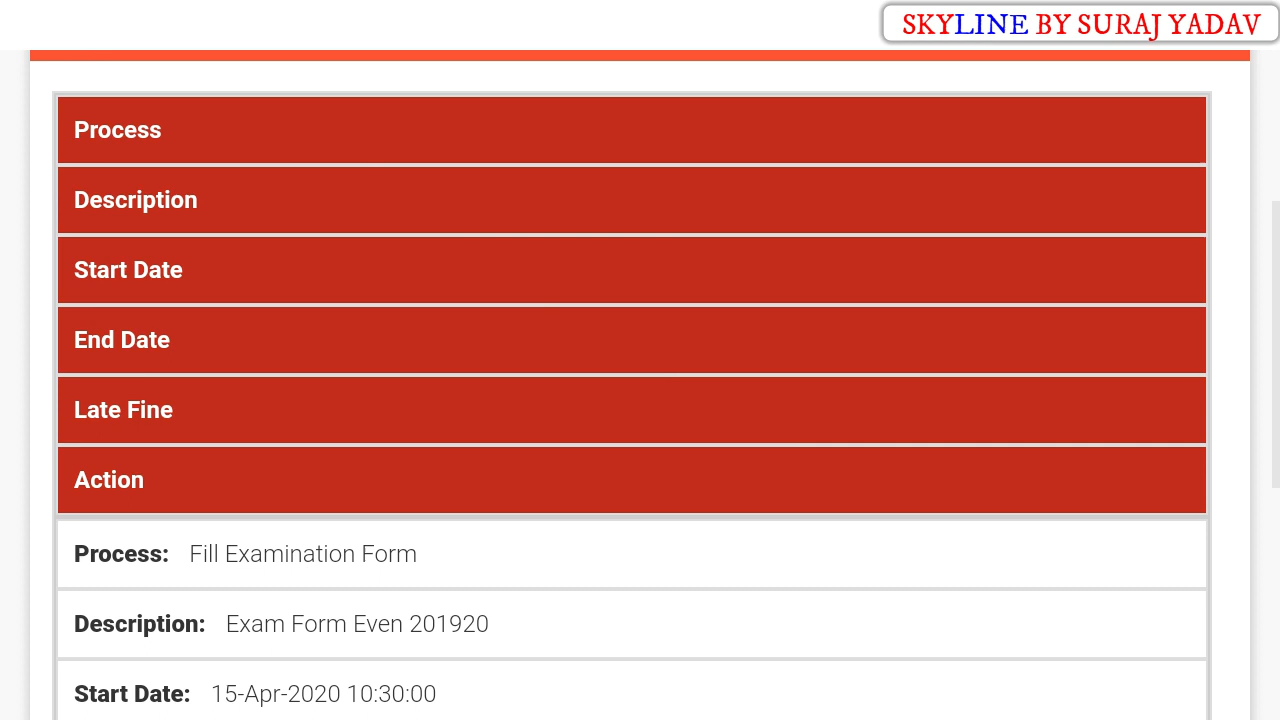 SKYLINE BY SURAJ YADAV
Process
Description
Start Date
End Date
Late Fine
Action
Process: Fill Examination Form
Description: Exam Form Even 201920
Start Date: 15-Apr-2020 10:30:00